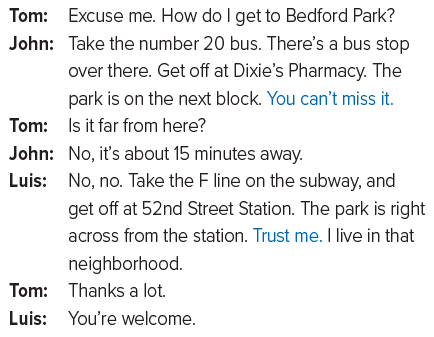 Tom: Excuse me. How do I get to Bedford Park?
John: Take the number 20 bus. There's a bus stop
over there. Get off at Dixie's Pharmacy. The
park is on the next block. You can't miss it.
Tom: Is it far from here?
John: No, it's about 15 minutes away.
Luis: No, no. Take the F line on the subway, and
get off at 52nd Street Station. The park is right
across from the station. Trust me. I live in that
neighborhood.
Tom: Thanks a lot.
Luis: You're welcome.